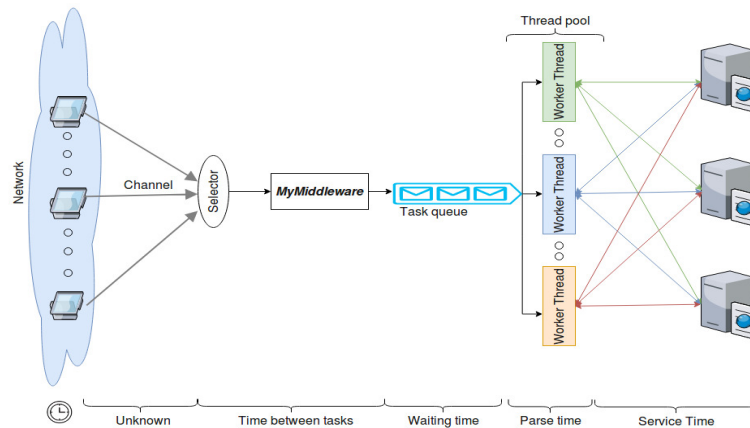 Thread pool
Network
Channel
Selector
MyMiddleware
Task queue
Worker Thread
Worker Thread
Worker Thread
Unknown
Time between tasks
Waiting time
Parse time
Service Time